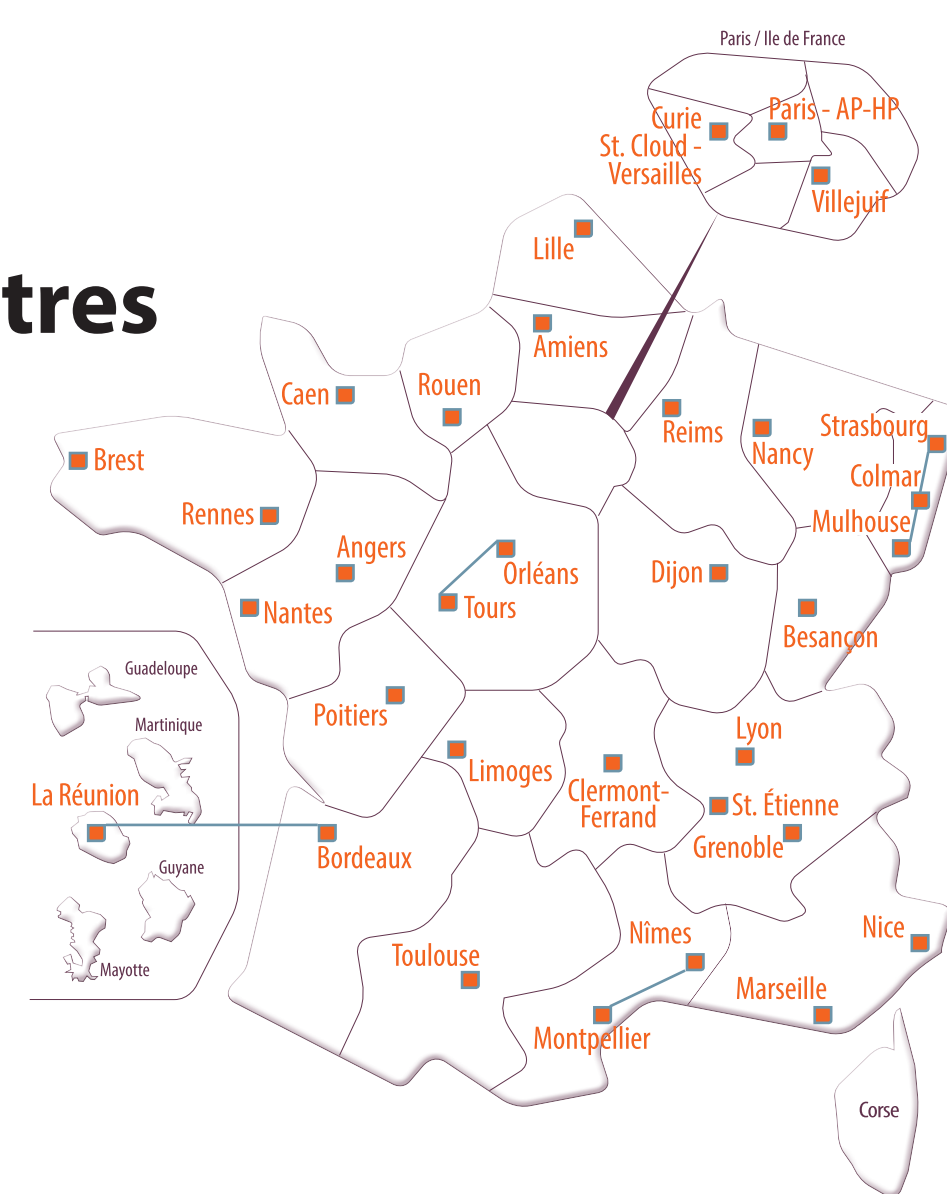 Paris / Ile de France
Paris - AP-HP
Curie
St. Cloud -
Versailles
Villejuif
Lille
tres
Amiens
Rouen
Caen
Reims
Strasbourg
Nancy
Brest
Colmar
Rennes
Mulhouse
Angers
Orléans
Dijon
Tours
Nantes
Besançon
Guadeloupe
Poitiers
Martinique
Lyon
Limoges
La Réunion
Clermont-
Ferrand
St. Étienne
Grenoble
Bordeaux
Guyane
Nîmes
Nice
Toulouse
Mayotte
Marseille
Montpellier
Corse